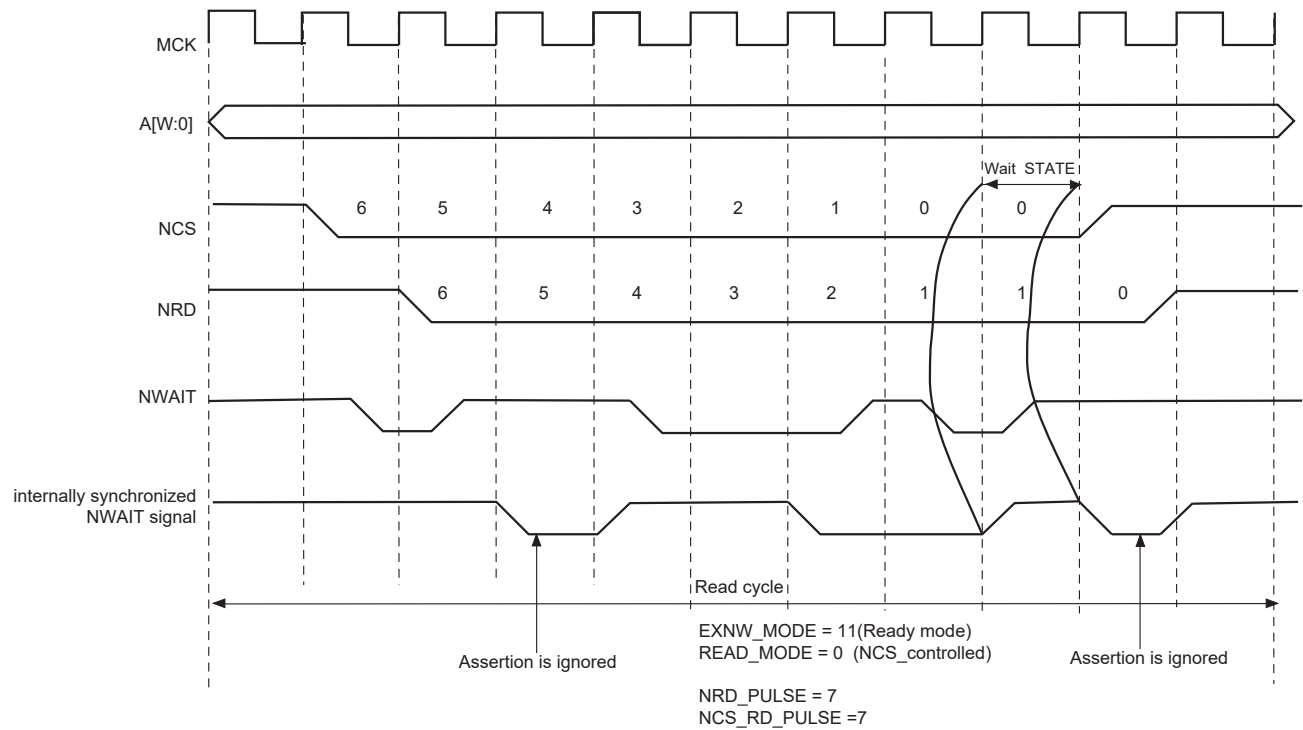 MCK
A[W:0]
Wait STATE
6 5 4 3 2 1 0 0
NCS
6 5 4 3 2 1 1 0
NRD
NWAIT
internally synchronized
NWAIT signal
Read cycle
EXNW_MODE = 11(Ready mode)
READ_MODE = 0 (NCS_controlled)
Assertion is ignored
Assertion is ignored
NRD_PULSE = 7
NCS_RD_PULSE =7